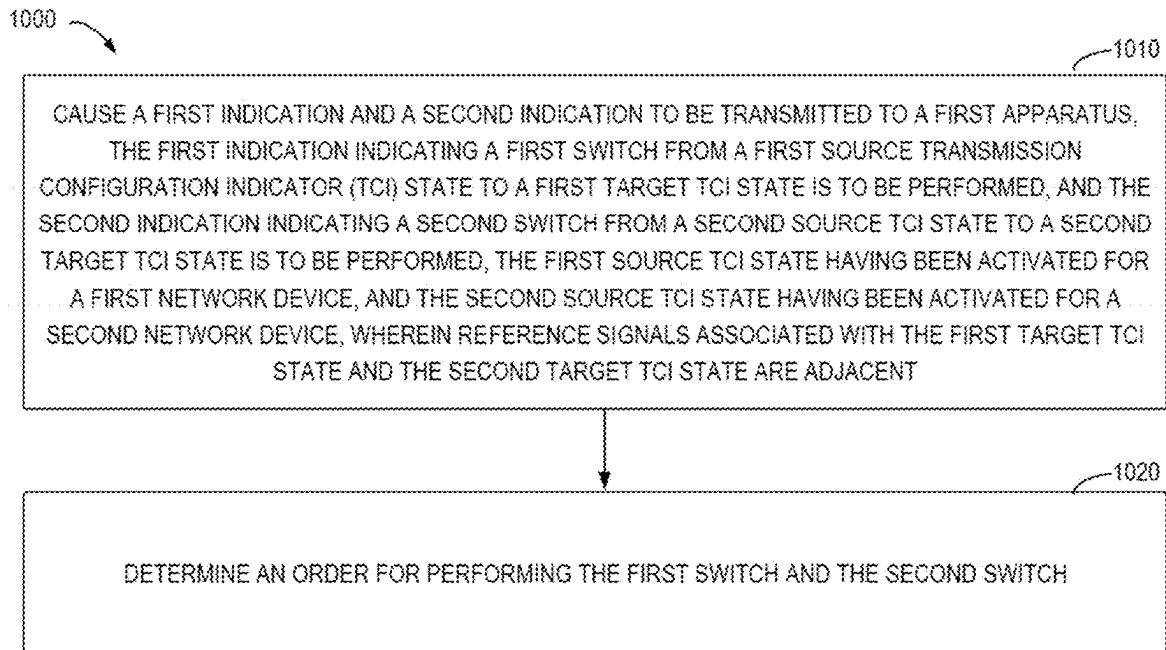 1000
1010
CAUSE A FIRST INDICATION AND A SECOND INDICATION TO BE TRANSMITTED TO A FIRST APPARATUS,
THE FIRST INDICATION INDICATING A FIRST SWITCH FROM A FIRST SOURCE TRANSMISSION
CONFIGURATION INDICATOR (TCI) STATE TO A FIRST TARGET TCI STATE IS TO BE PERFORMED, AND THE
SECOND INDICATION INDICATING A SECOND SWITCH FROM A SECOND SOURCE TCI STATE TO A SECOND
TARGET TCI STATE IS TO BE PERFORMED, THE FIRST SOURCE TCI STATE HAVING BEEN ACTIVATED FOR
A FIRST NETWORK DEVICE, AND THE SECOND SOURCE TCI STATE HAVING BEEN ACTIVATED FOR A
SECOND NETWORK DEVICE, WHEREIN REFERENCE SIGNALS ASSOCIATED WITH THE FIRST TARGET TCI
STATE AND THE SECOND TARGET TCI STATE ARE ADJACENT
1020
DETERMINE AN ORDER FOR PERFORMING THE FIRST SWITCH AND THE SECOND SWITCH